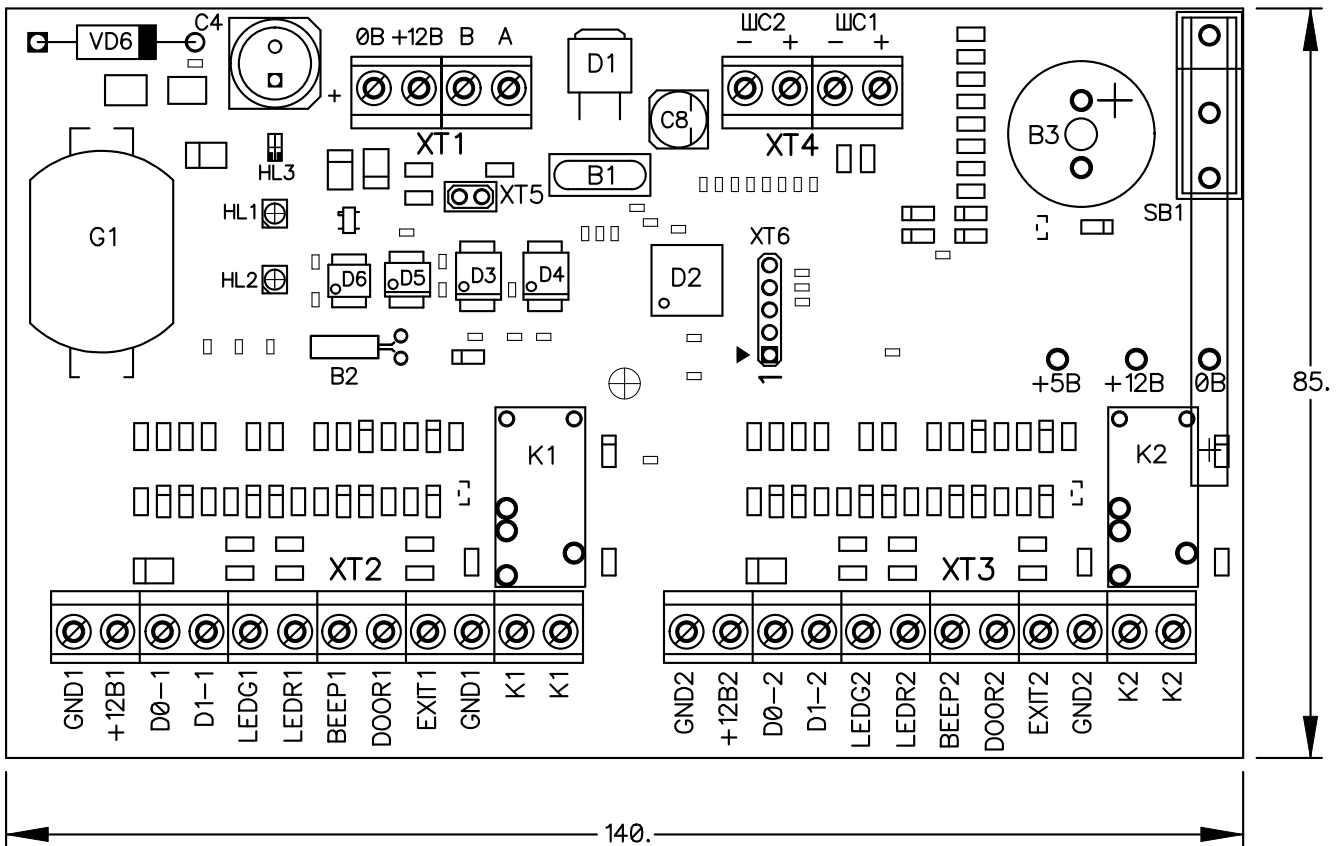 VD6
C4
+
0В +12В B A
XT1
D1
C8
ШС2 ШС1
– + – +
XT4
+
B3
SB1
HL3
HL1
HL2
G1
B1
XT5
XT6
D6
D5
D3
D4
D2
1
B2
+5В +12В 0В
K1
K2
+
XT2
XT3
GND1
+12В1
D0-1
D1-1
LEDG1
LEDR1
BEEP1
DOOR1
EXIT1
GND1
K1
K1
GND2
+12В2
D0-2
D1-2
LEDG2
LEDR2
BEEP2
DOOR2
EXIT2
GND2
K2
K2
85.
140.